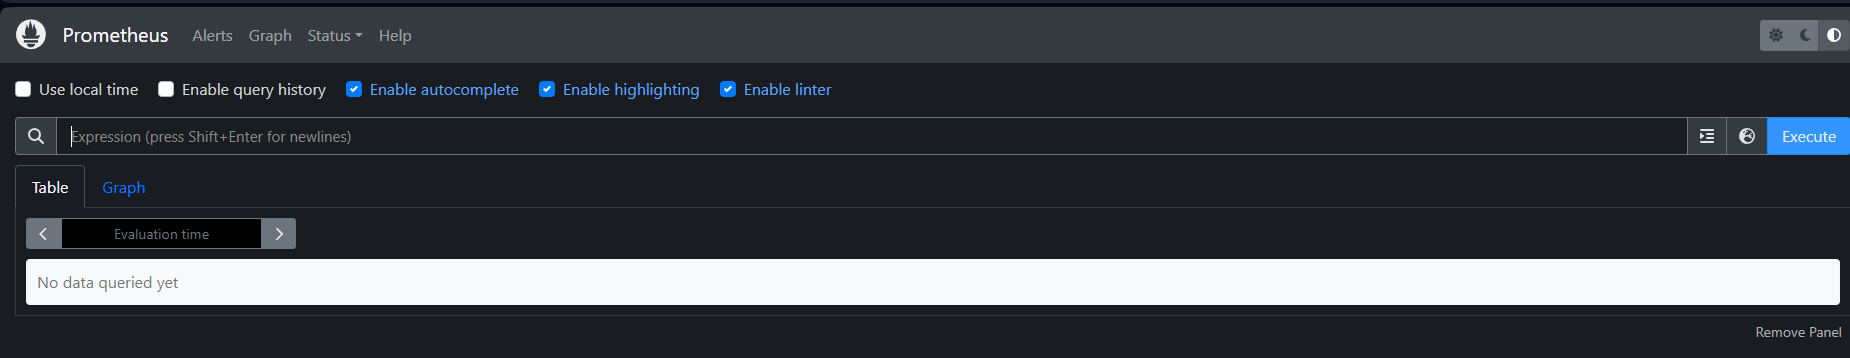 Prometheus Alerts Graph Status Help
Use local time Enable query history Enable autocomplete Enable highlighting Enable linter
Expression (press Shift+Enter for newlines) Execute
Table Graph
Evaluation time
No data queried yet
Remove Panel